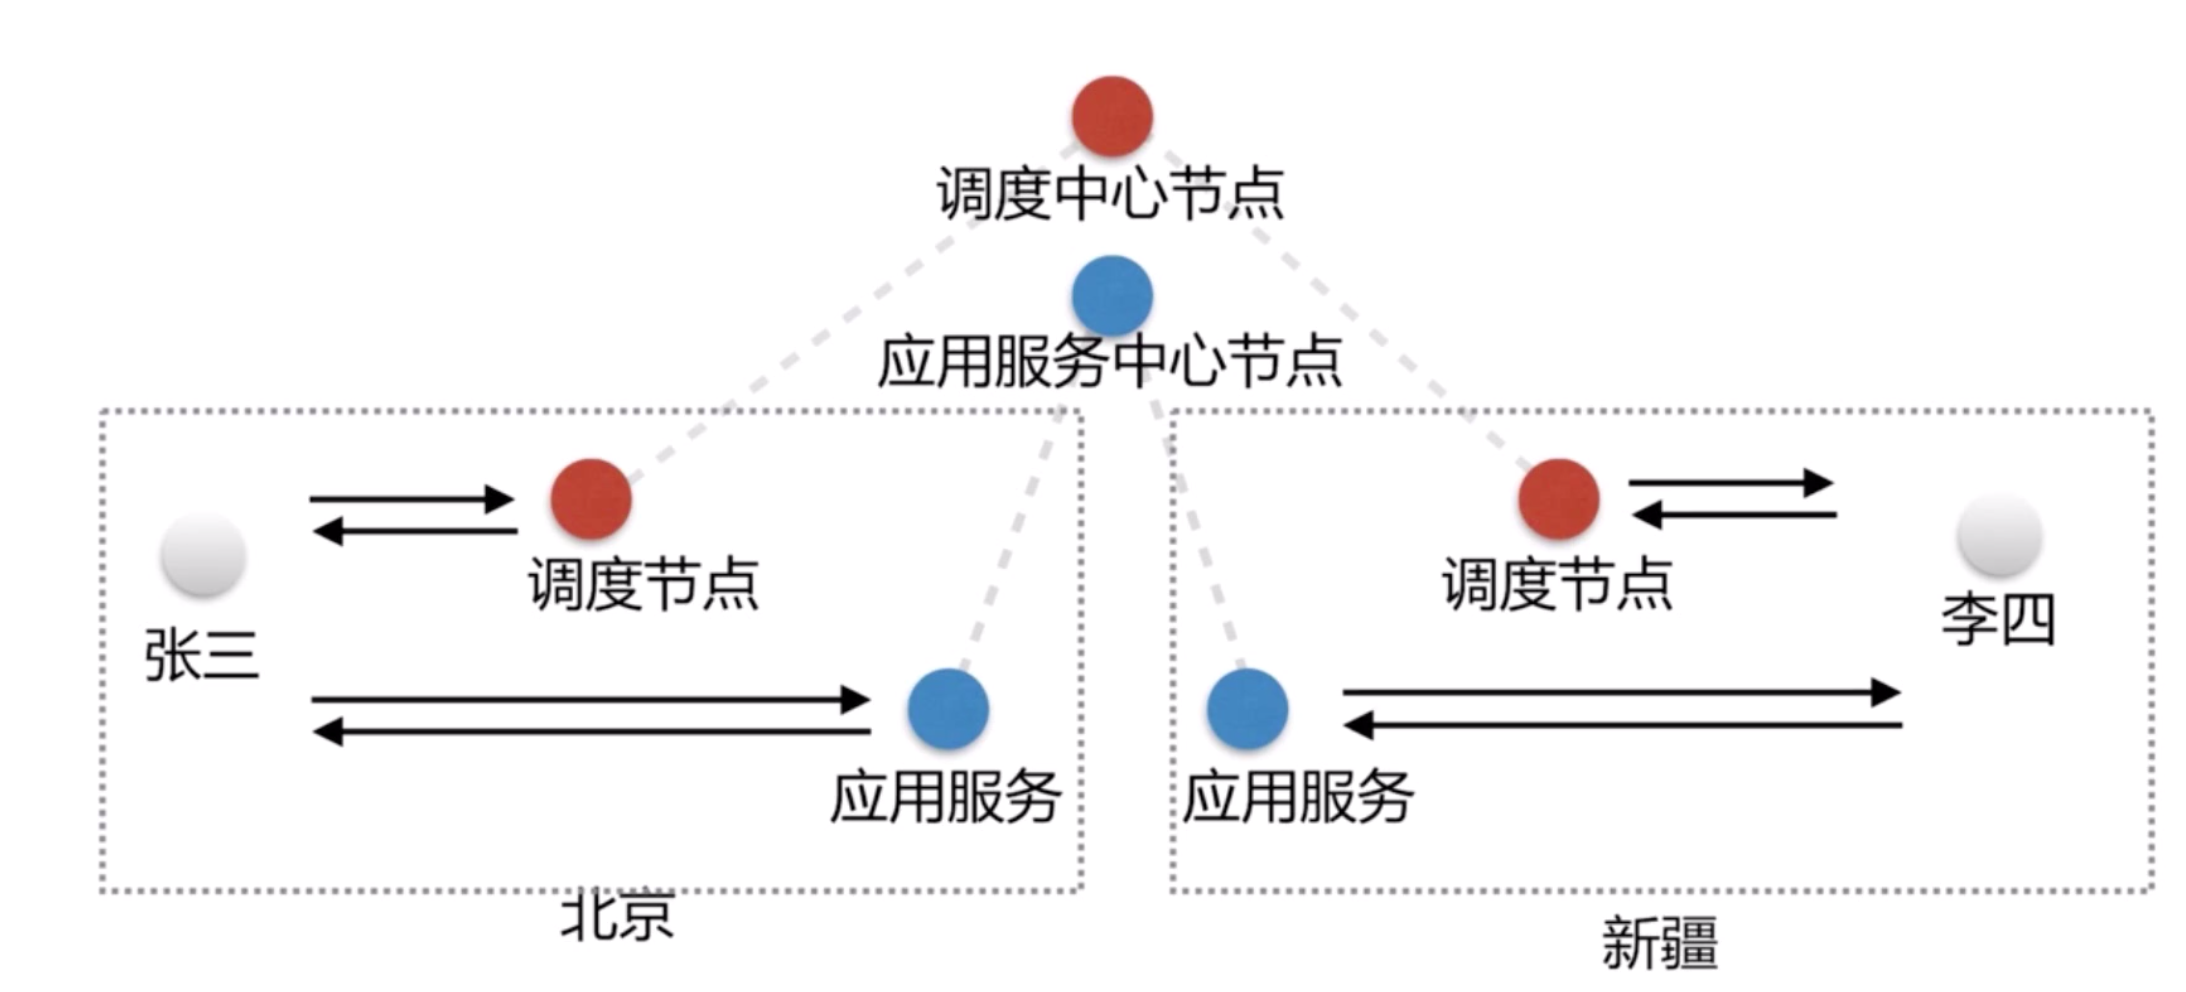 调度中心节点
应用服务中心节点
调度节点
调度节点
张三
李四
应用服务
应用服务
北京
新疆